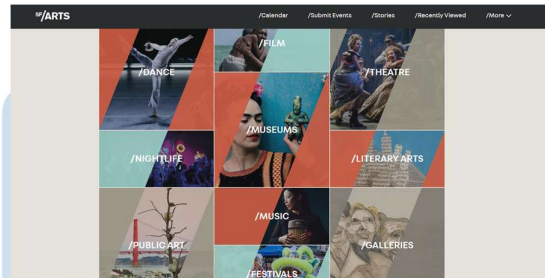 SF/ARTS
/Calendar
/Submit Events
/Stories
/Recently Viewed
/More
/FILM
/DANCE
/THEATRE
/MUSEUMS
/NIGHTLIFE
/LITERARY ARTS
/MUSIC
/PUBLIC ART
/GALLERIES
/FESTIVALS